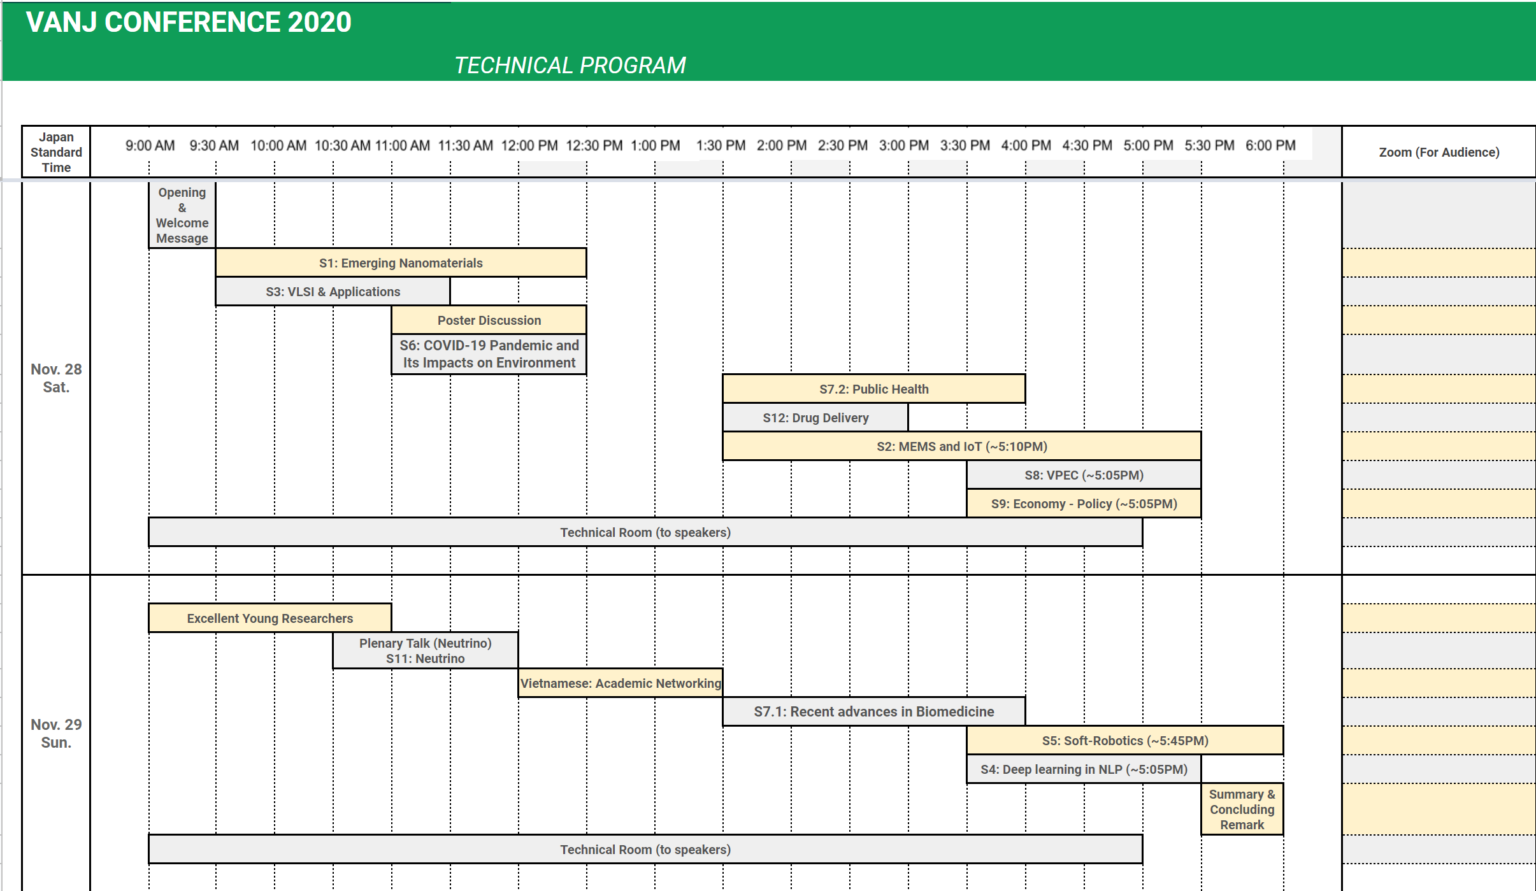 VANJ CONFERENCE 2020
TECHNICAL PROGRAM
Japan
Standard
Time
9:00 AM 9:30 AM 10:00 AM 10:30 AM 11:00 AM 11:30 AM 12:00 PM 12:30 PM 1:00 PM 1:30 PM 2:00 PM 2:30 PM 3:00 PM 3:30 PM 4:00 PM 4:30 PM 5:00 PM 5:30 PM 6:00 PM
Zoom (For Audience)
Nov. 28
Sat.
Opening
&
Welcome
Message
S1: Emerging Nanomaterials
S3: VLSI & Applications
Poster Discussion
S6: COVID-19 Pandemic and
Its Impacts on Environment
S7.2: Public Health
S12: Drug Delivery
S2: MEMS and IoT (~5:10PM)
S8: VPEC (~5:05PM)
S9: Economy - Policy (~5:05PM)
Technical Room (to speakers)
Nov. 29
Sun.
Excellent Young Researchers
Plenary Talk (Neutrino)
S11: Neutrino
Vietnamese: Academic Networking
S7.1: Recent advances in Biomedicine
S5: Soft-Robotics (~5:45PM)
S4: Deep learning in NLP (~5:05PM)
Summary &
Concluding
Remark
Technical Room (to speakers)